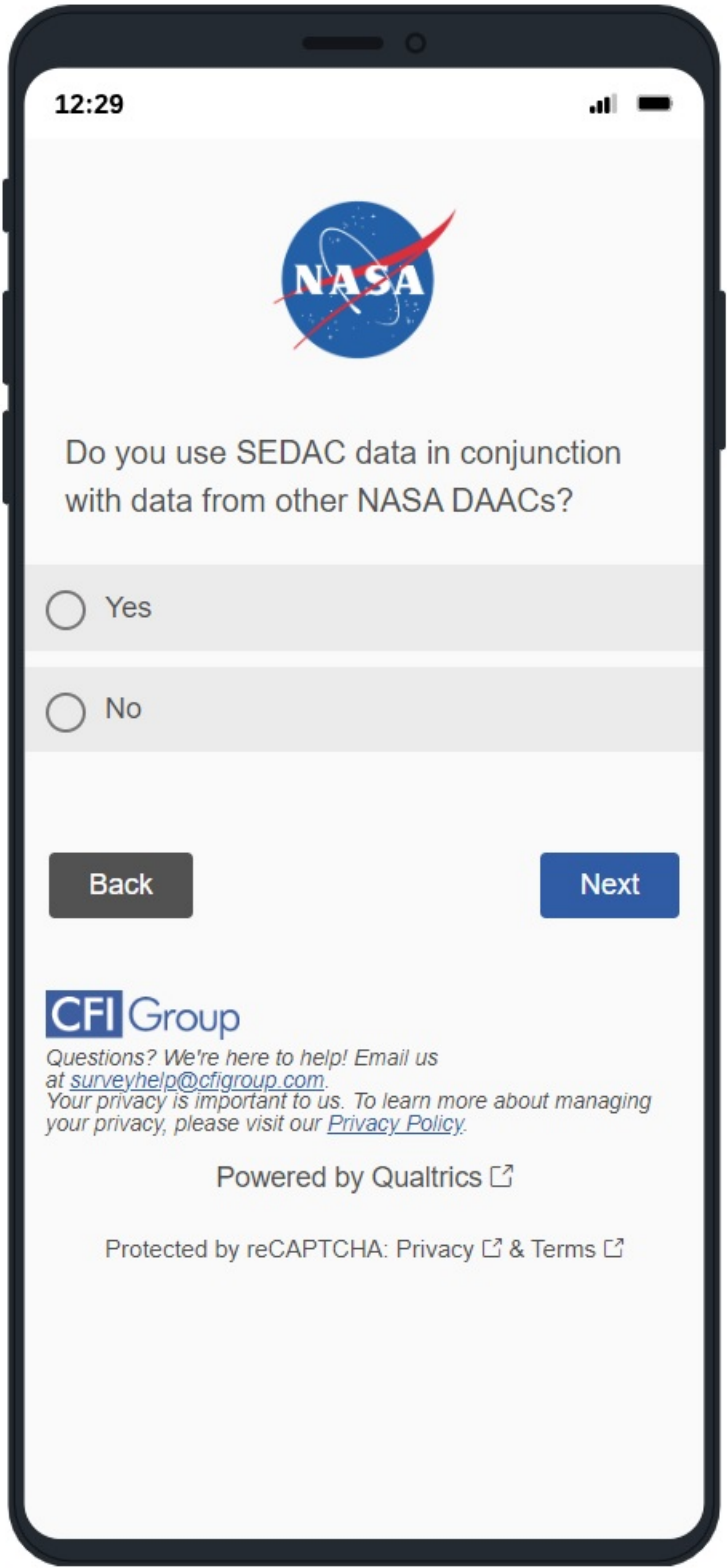 12:29
NASA
Do you use SEDAC data in conjunction
with data from other NASA DAACs?
Yes
No
Back
Next
CFI Group
Questions? We're here to help! Email us
at surveyhelp@cfigroup.com.
Your privacy is important to us. To learn more about managing
your privacy, please visit our Privacy Policy.
Powered by Qualtrics
Protected by reCAPTCHA: Privacy & Terms